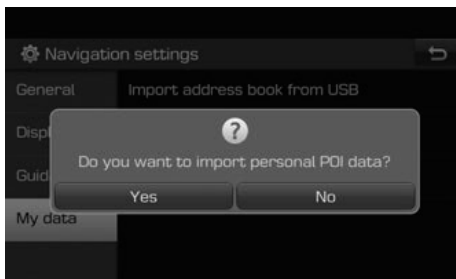 Navigation settings
General
Import address book from USB
Displ
?
Do you want to import personal POI data?
Guid
Yes
No
My data